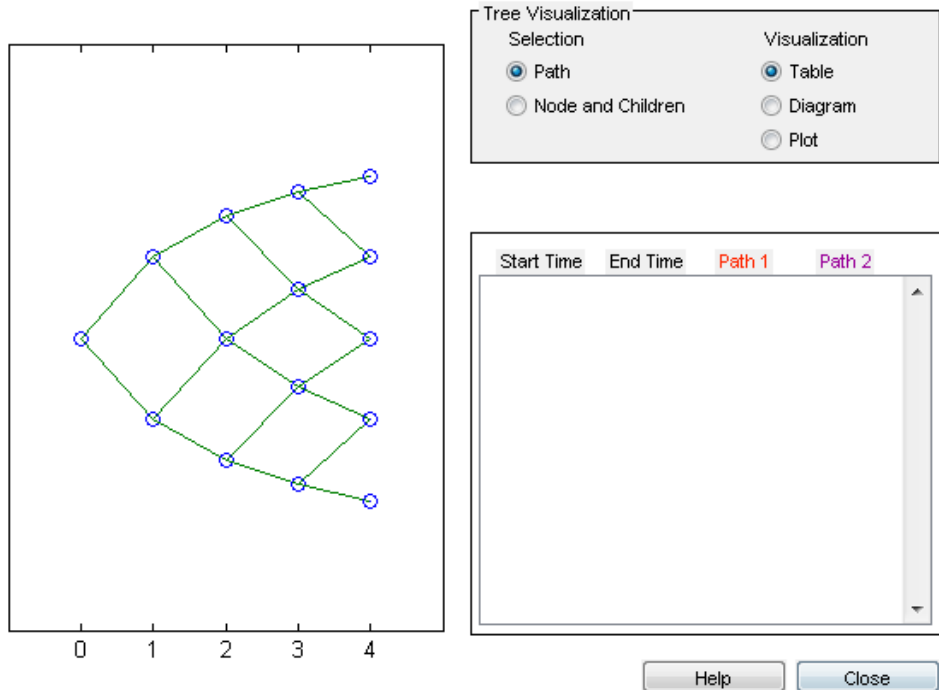 Tree Visualization
Selection
Visualization
Path
Table
Node and Children
Diagram
Plot
Start Time End Time Path 1 Path 2
0 1 2 3 4
Help Close